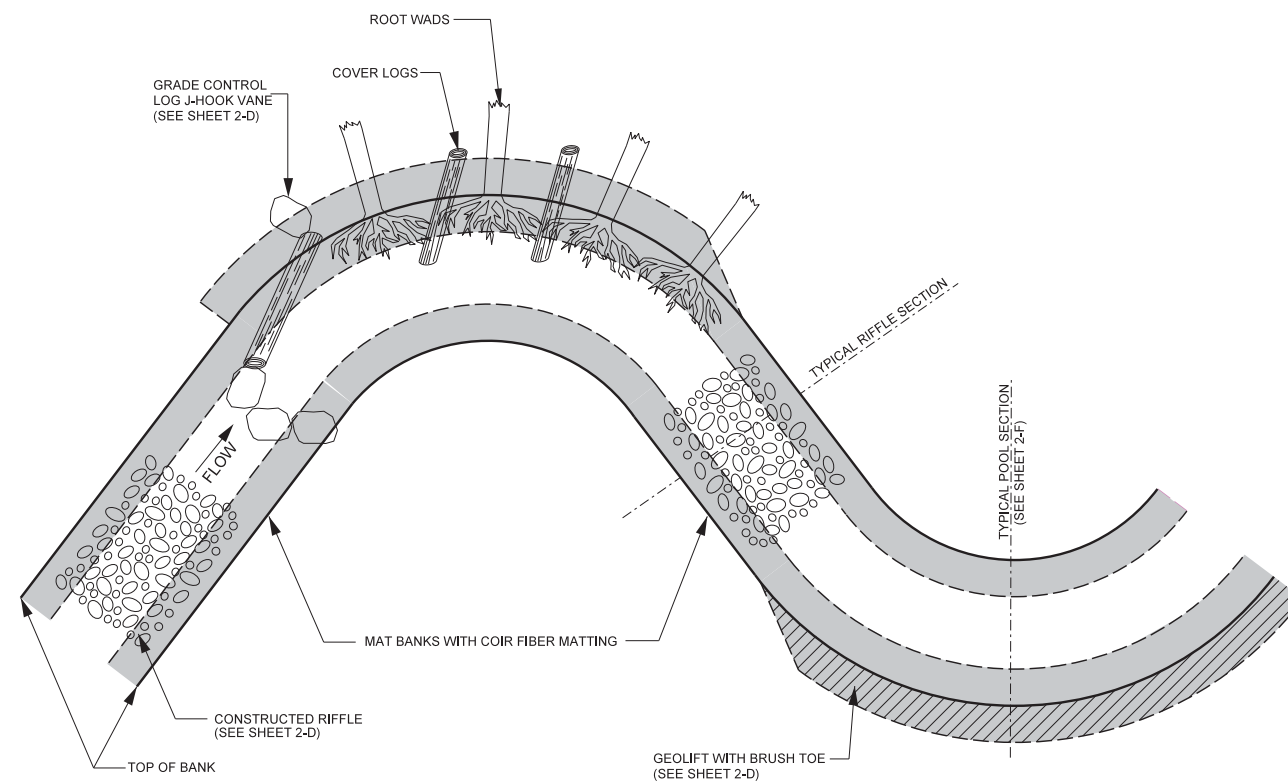 ROOT WADS
COVER LOGS
GRADE CONTROL
LOG J-HOOK VANE
(SEE SHEET 2-D)
TYPICAL RIFFLE SECTION
TYPICAL POOL SECTION
(SEE SHEET 2-F)
FLOW
MAT BANKS WITH COIR FIBER MATTING
CONSTRUCTED RIFFLE
(SEE SHEET 2-D)
TOP OF BANK
GEOLIFT WITH BRUSH TOE
(SEE SHEET 2-D)